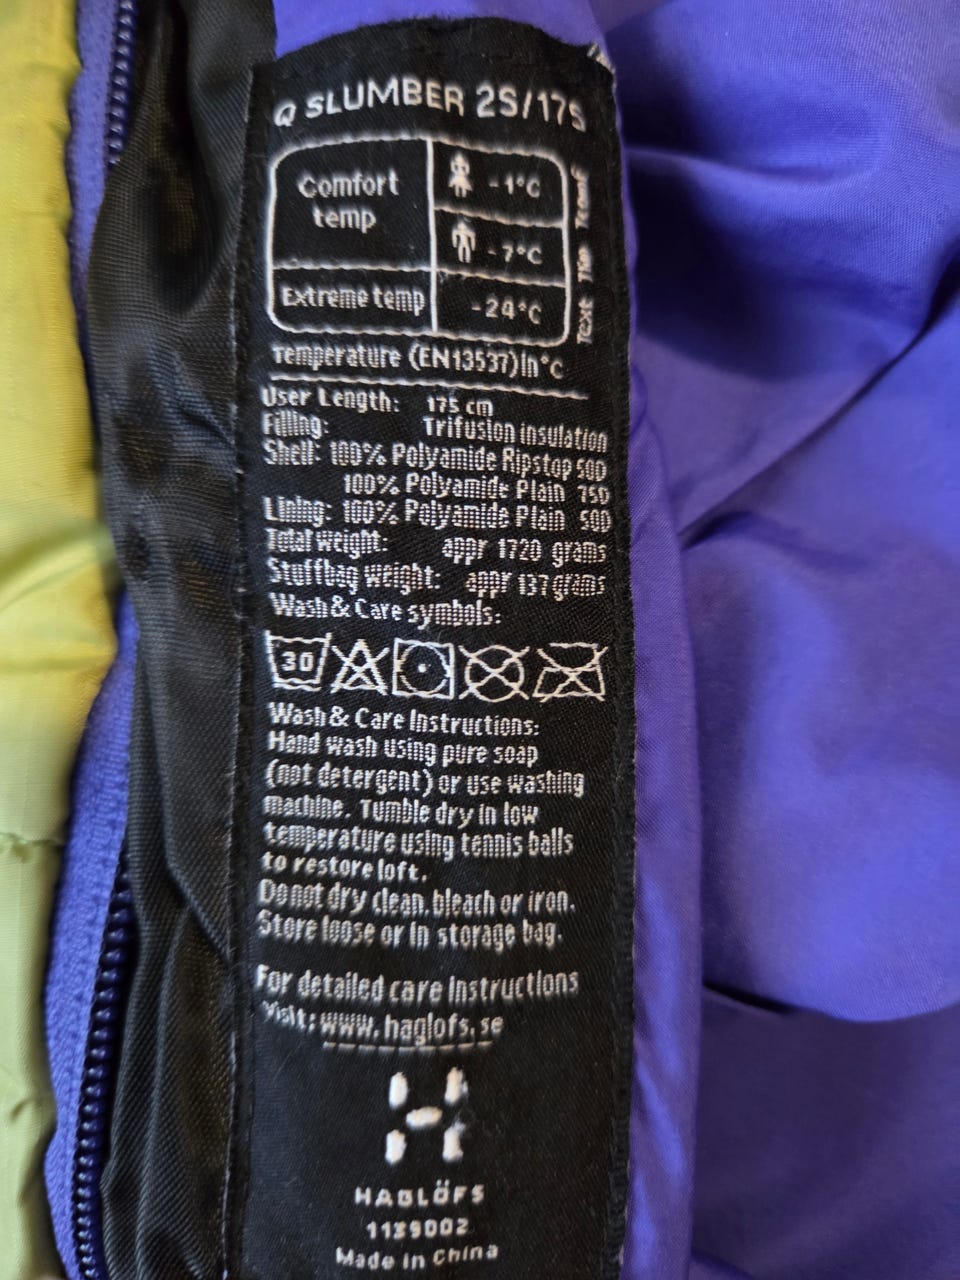 Q SLUMBER 2S/175
Comfort temp
-1°C
-7°C
Extreme temp
-24°C
Temperature (EN13537)in°C
User Length: 175 cm
Filling: Trifusion insulation
Shell: 100% Polyamide Ripstop 50D
100% Polyamide Plain 75D
Lining: 100% Polyamide Plain 50D
Total weight: appr 1720 grams
Stuffbag weight: appr 137 grams
Wash & Care symbols:
30
Wash & Care Instructions:
Hand wash using pure soap
(not detergent) or use washing
machine. Tumble dry in low
temperature using tennis balls
to restore loft.
Do not dry clean, bleach or iron.
Store loose or in storage bag.
For detailed care instructions
Visit: www.haglofs.se
HAGLÖFS
1139002
Made in China